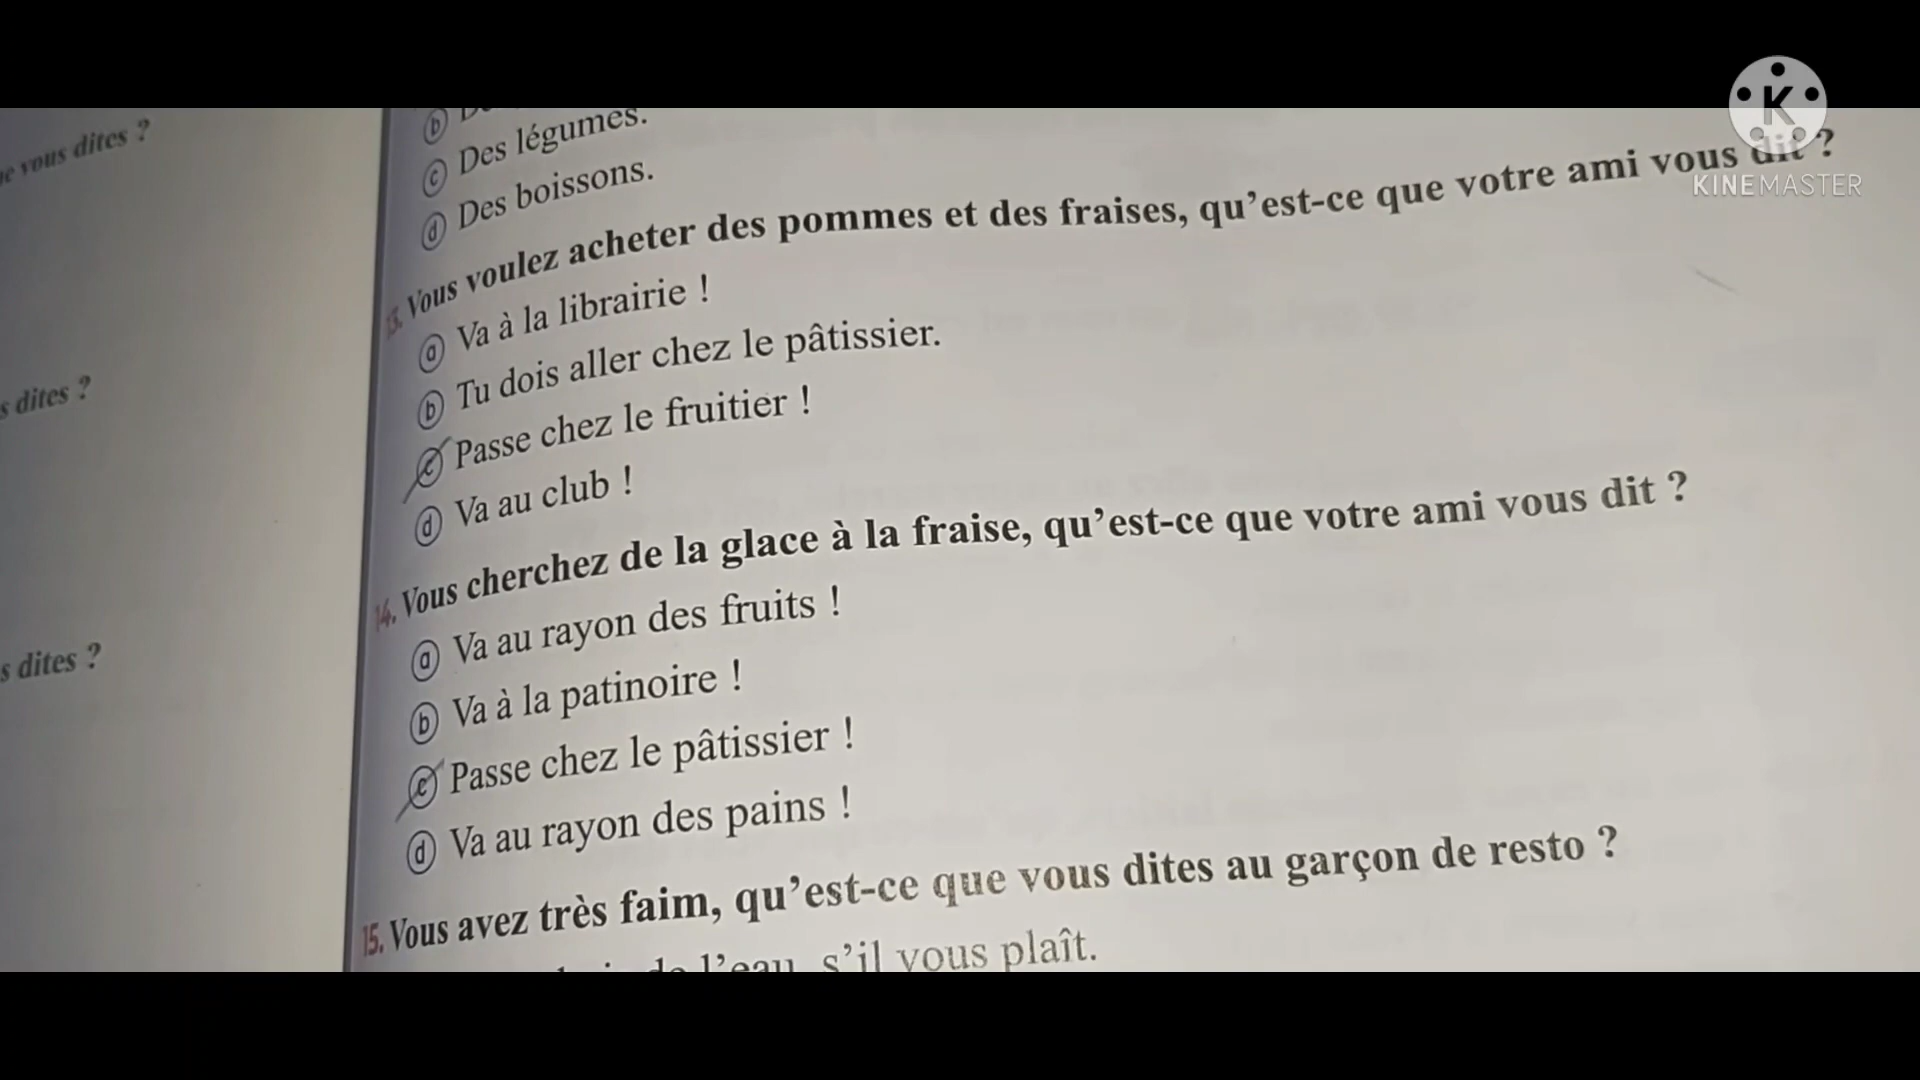 ne vous dites ?
s dites ?
s dites ?
b
c Des légumes.
d Des boissons.
13. Vous voulez acheter des pommes et des fraises, qu'est-ce que votre ami vous dit ?
a Va à la librairie !
b Tu dois aller chez le pâtissier.
c Passe chez le fruitier !
d Va au club !
14. Vous cherchez de la glace à la fraise, qu'est-ce que votre ami vous dit ?
a Va au rayon des fruits !
b Va à la patinoire !
c Passe chez le pâtissier !
d Va au rayon des pains !
15. Vous avez très faim, qu'est-ce que vous dites au garçon de resto ?
de l'eau, s'il vous plaît.
K
KINEMASTER